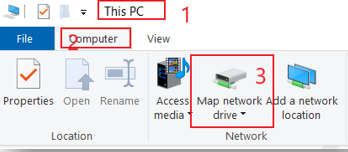 This PC 1
File 2 Computer View
Properties Open Rename Access media Map network drive 3 Add a network location
Location Network